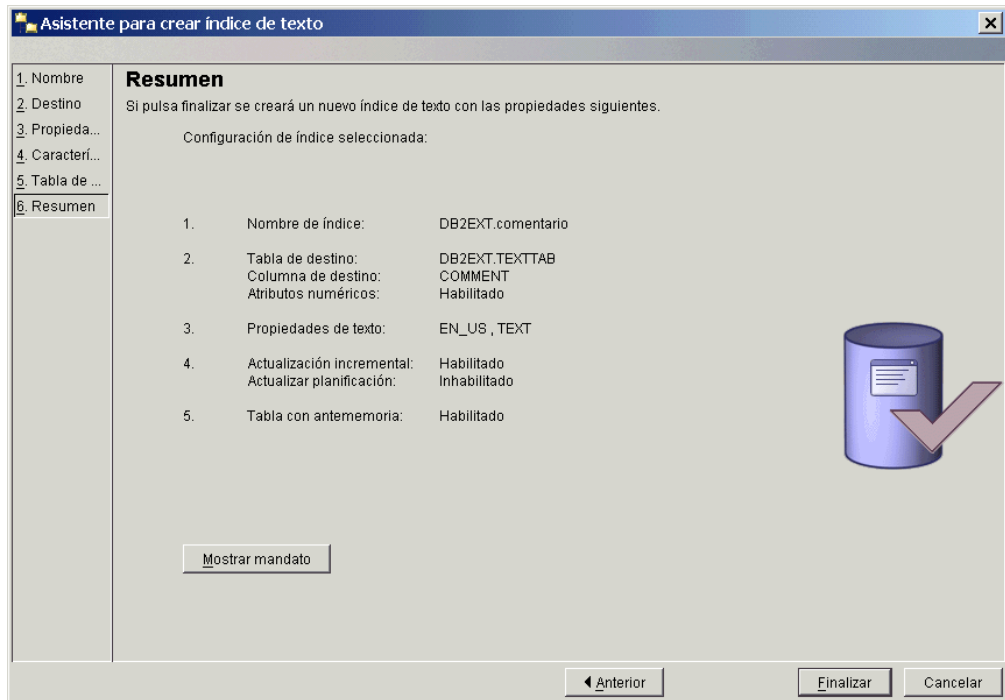 Asistente para crear índice de texto
1. Nombre
2. Destino
3. Propieda...
4. Caracterí...
5. Tabla de ...
6. Resumen
Resumen
Si pulsa finalizar se creará un nuevo índice de texto con las propiedades siguientes.
Configuración de índice seleccionada:
1. Nombre de índice: DB2EXT.comentario
2. Tabla de destino: DB2EXT.TEXTTAB
Columna de destino: COMMENT
Atributos numéricos: Habilitado
3. Propiedades de texto: EN_US , TEXT
4. Actualización incremental: Habilitado
Actualizar planificación: Inhabilitado
5. Tabla con antememoria: Habilitado
Mostrar mandato
Anterior
Finalizar
Cancelar